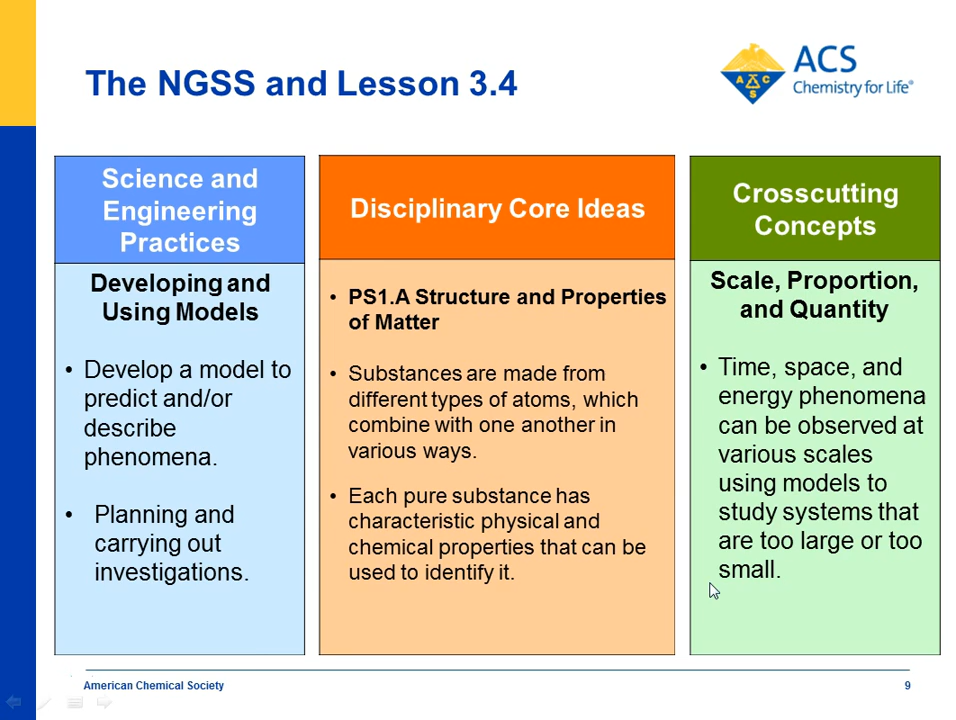 The NGSS and Lesson 3.4
ACS
Chemistry for Life®
A C S
Science and
Engineering
Practices
Developing and
Using Models
• Develop a model to
predict and/or
describe
phenomena.
• Planning and
carrying out
investigations.
Disciplinary Core Ideas
• PS1.A Structure and Properties
of Matter
• Substances are made from
different types of atoms, which
combine with one another in
various ways.
• Each pure substance has
characteristic physical and
chemical properties that can be
used to identify it.
Crosscutting
Concepts
Scale, Proportion,
and Quantity
• Time, space, and
energy phenomena
can be observed at
various scales
using models to
study systems that
are too large or too
small.
American Chemical Society
9